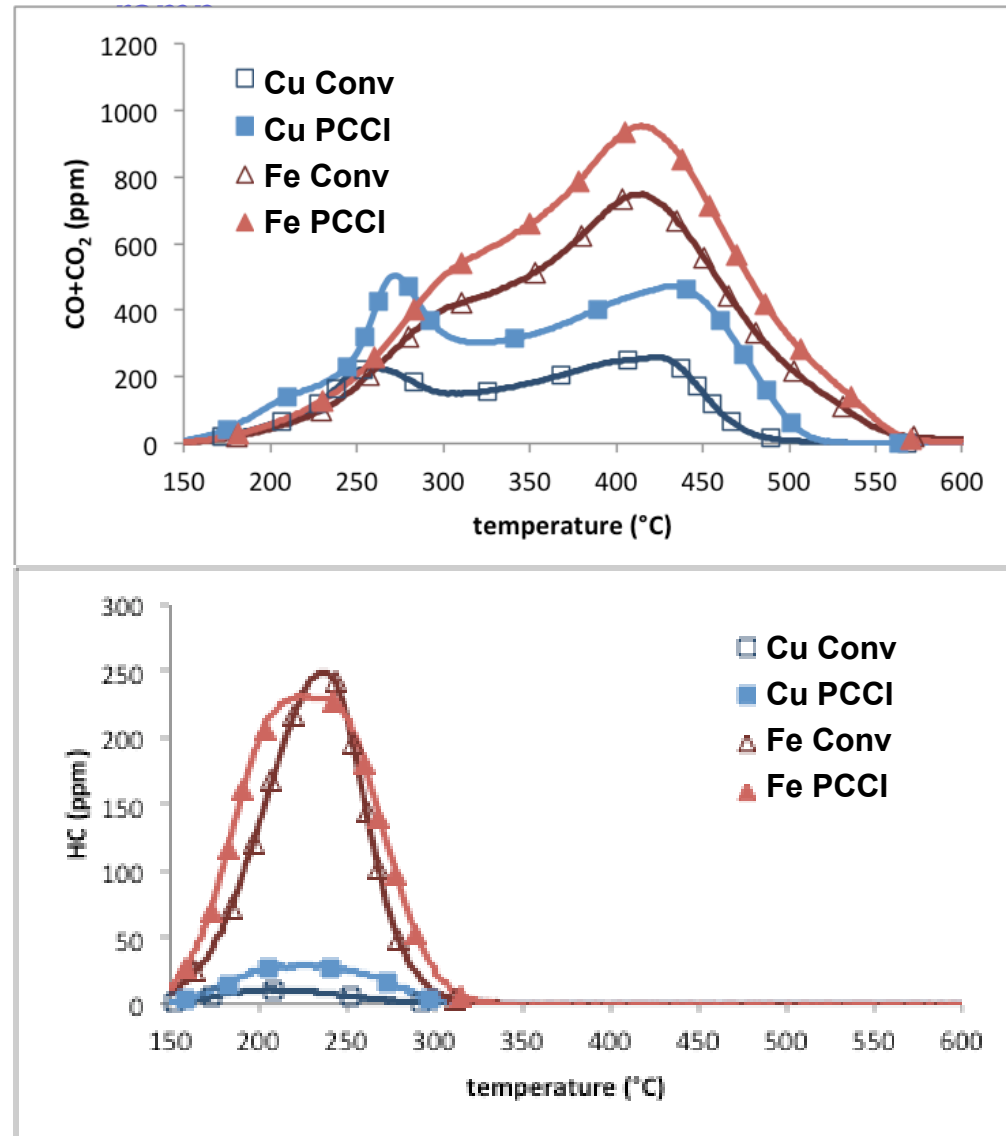 1200
1000
800
600
400
200
0
CO+CO₂ (ppm)
Cu Conv
Cu PCCI
Fe Conv
Fe PCCI
150 200 250 300 350 400 450 500 550 600
temperature (°C)
300
250
200
150
100
50
0
HC (ppm)
Cu Conv
Cu PCCI
Fe Conv
Fe PCCI
150 200 250 300 350 400 450 500 550 600
temperature (°C)